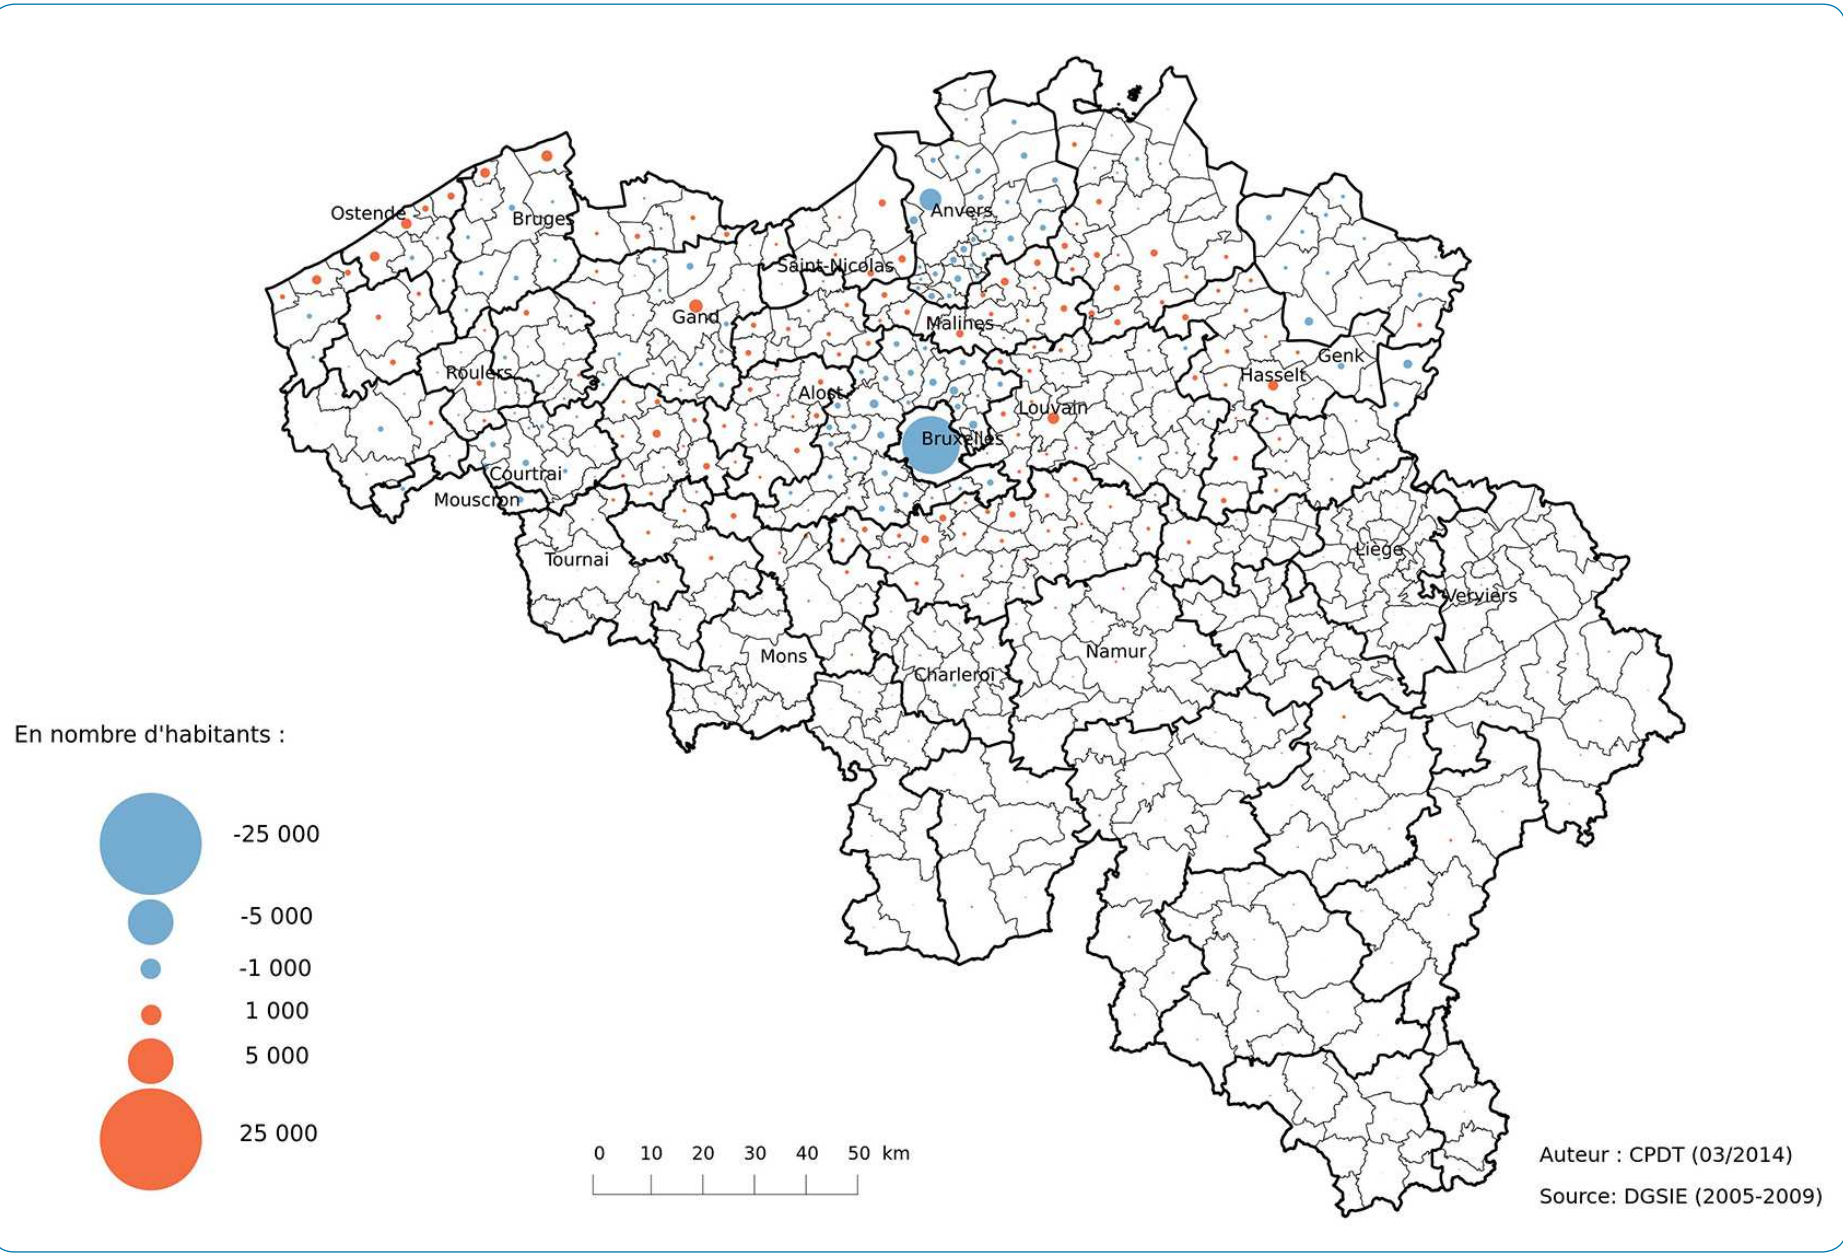 Ostende
Bruges
Anvers
Saint-Nicolas
Gand
Malines
Genk
Roulers
Hasselt
Alost
Louvain
Bruxelles
Courtrai
Mouscron
Tournai
Liège
Verviers
Mons
Namur
Charleroi
En nombre d'habitants :
-25 000
-5 000
-1 000
1 000
5 000
25 000
0 10 20 30 40 50 km
Auteur : CPDT (03/2014)
Source: DGSIE (2005-2009)